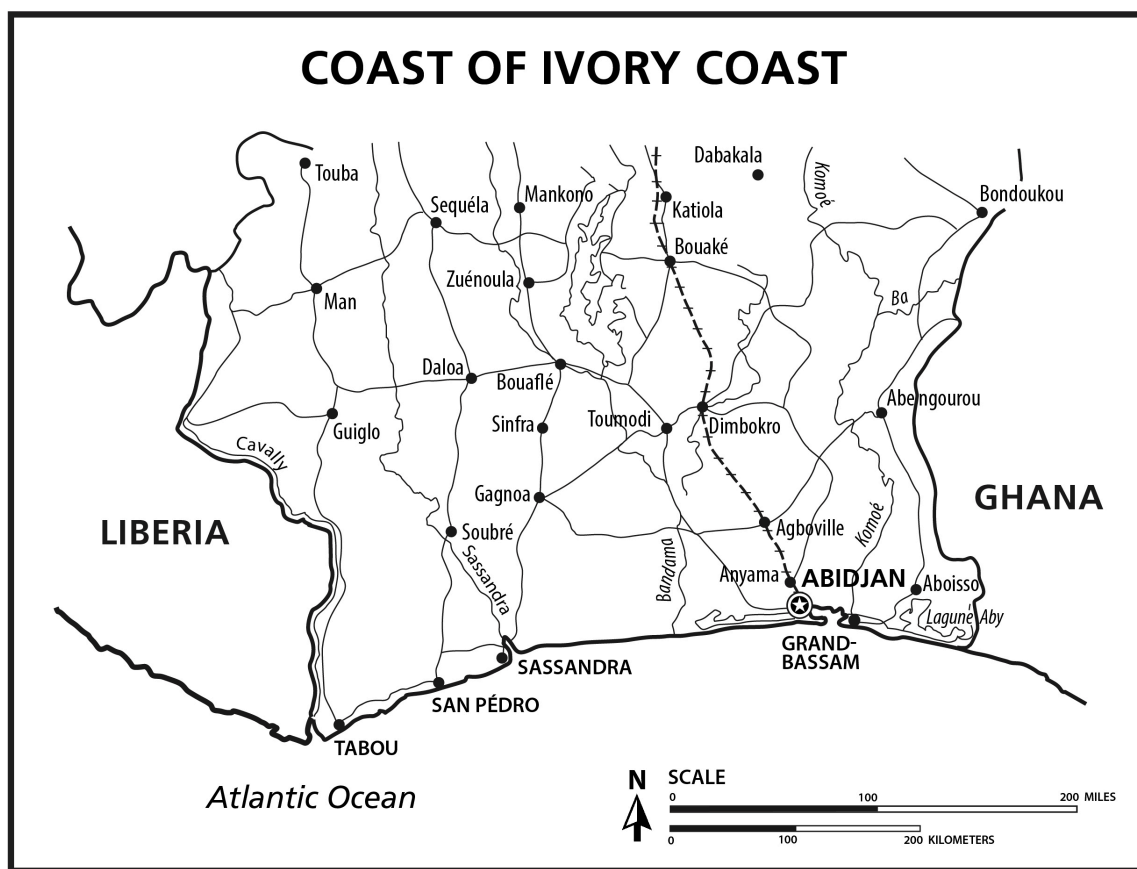 COAST OF IVORY COAST
Touba
Dabakala
Komoé
Mankono
Bondoukou
Sequéla
Katiola
Bouaké
Zuénoula
Man
Ba
Daloa
Bouaflé
Abengourou
Guiglo
Sinfra
Toumodi
Dimbokro
Cavally
Gagnoa
GHANA
LIBERIA
Soubré
Agboville
Komoé
Sassandra
Bandama
Anyama
ABIDJAN
Aboisso
Laguné Aby
GRAND-
BASSAM
SASSANDRA
SAN PÉDRO
TABOU
Atlantic Ocean
N
SCALE
0 100 200 MILES
0 100 200 KILOMETERS